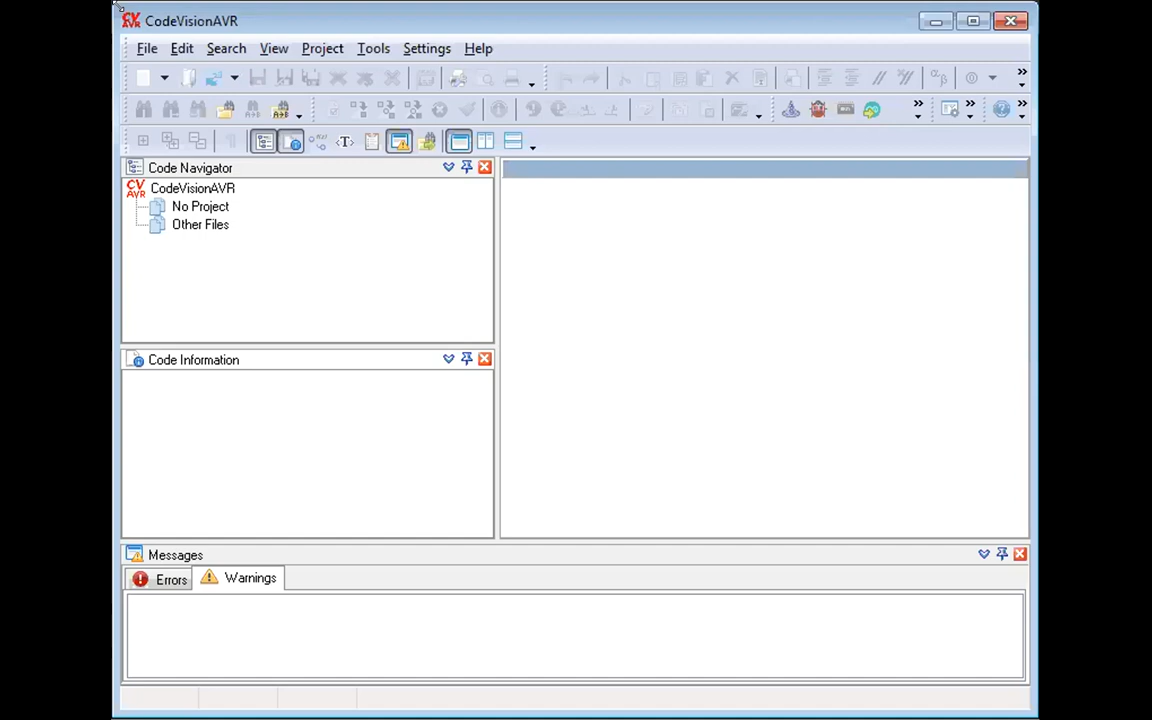 CodeVisionAVR
File Edit Search View Project Tools Settings Help
Code Navigator
CodeVisionAVR
No Project
Other Files
Code Information
Messages
Errors Warnings